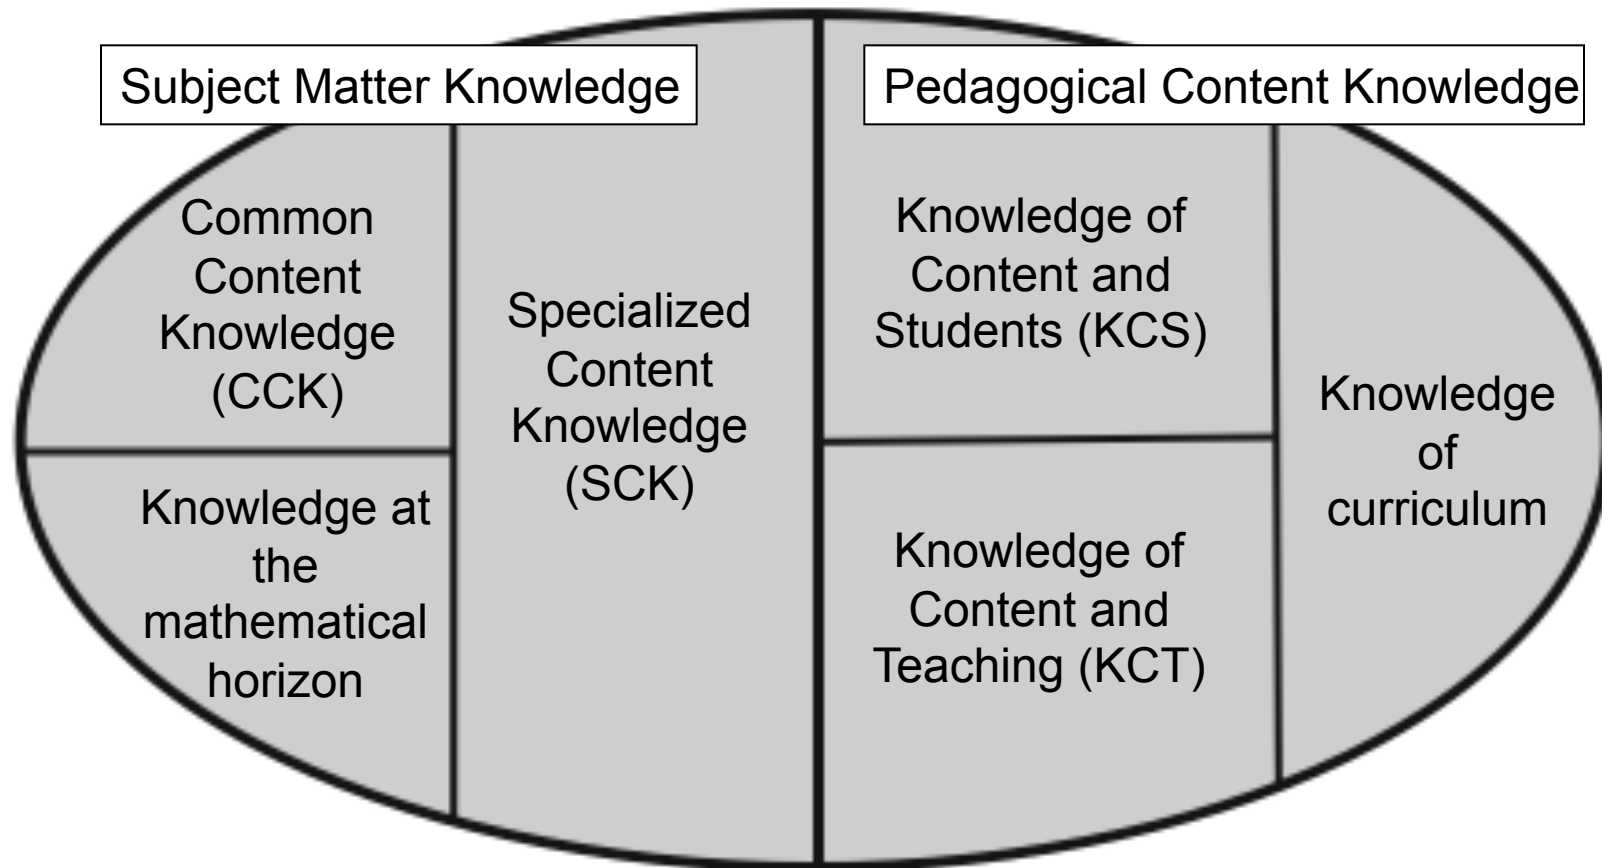 Subject Matter Knowledge
Pedagogical Content Knowledge
Common
Content
Knowledge
(CCK)
Knowledge at
the
mathematical
horizon
Specialized
Content
Knowledge
(SCK)
Knowledge of
Content and
Students (KCS)
Knowledge of
Content and
Teaching (KCT)
Knowledge
of
curriculum